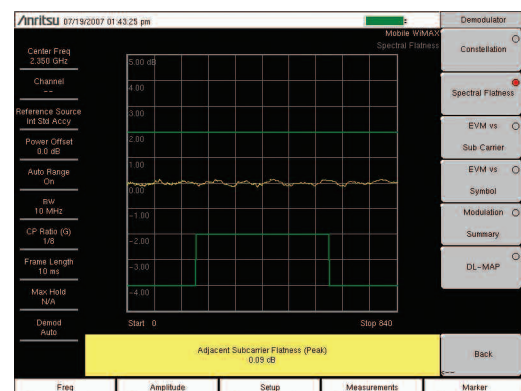 Anritsu 07/19/2007 01:43:25 pm
Demodulator
Mobile WiMAX
Spectral Flatness
Center Freq
2.350 GHz
Channel
--
Reference Source
Int Std Accy
Power Offset
0.0 dB
Auto Range
On
BW
10 MHz
CP Ratio (G)
1/8
Frame Length
10 ms
Max Hold
N/A
Demod
Auto
5.00 dB
4.00
3.00
2.00
1.00
0.00
-1.00
-2.00
-3.00
-4.00
Start 0
Stop 840
Adjacent Subcarrier Flatness (Peak)
0.09 dB
Constellation
Spectral Flatness
EVM vs
Sub Carrier
EVM vs
Symbol
Modulation
Summary
DL-MAP
Back
<--
Freq
Amplitude
Setup
Measurements
Marker